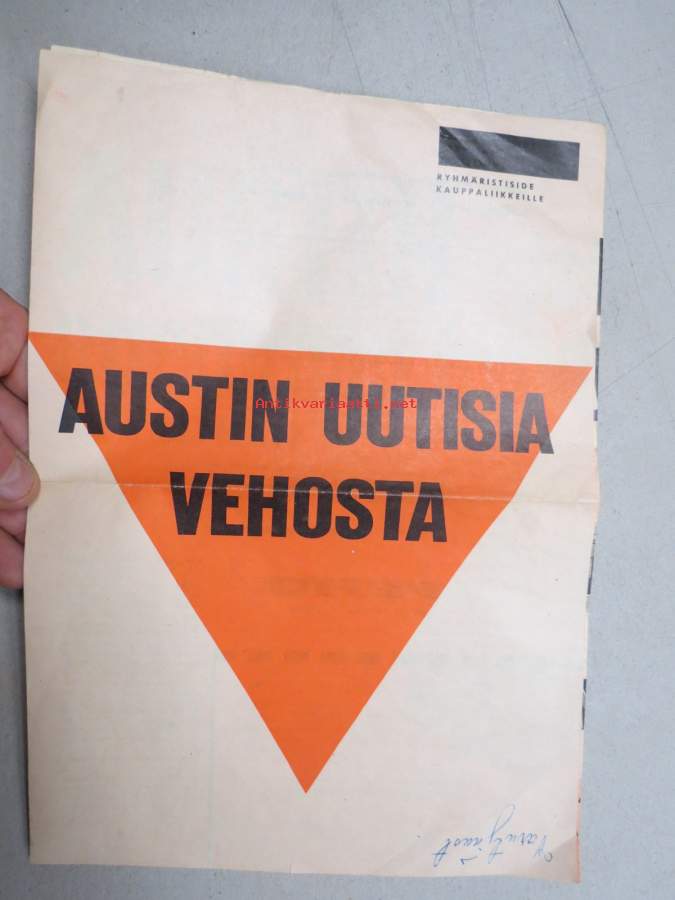 RYHMÄRISTISIDE
KAUPPALIIKKEILLE
AUSTIN UUTISIA
Antikvariaatti.net
VEHOSTA